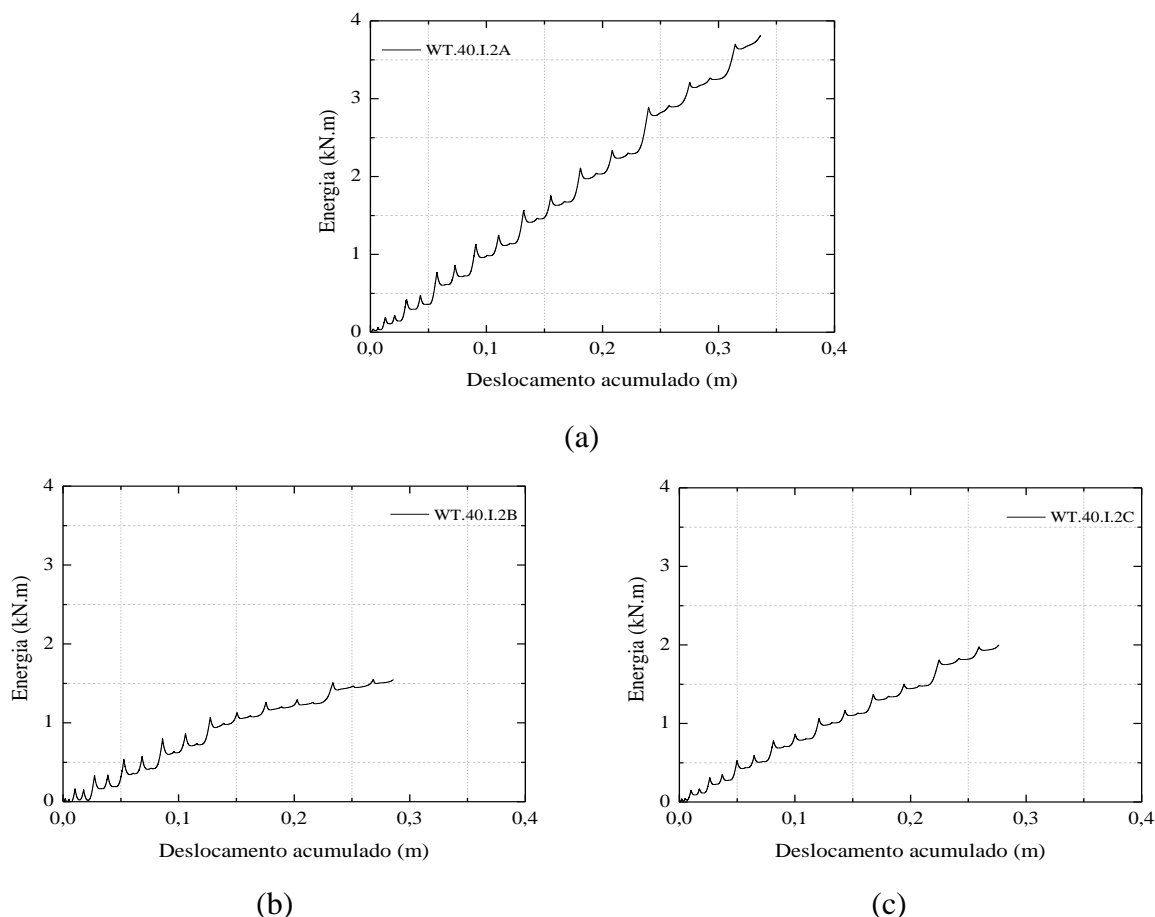 4
WT.40.I.2A
3
2
1
0
Energia (kN.m)
0,0 0,1 0,2 0,3 0,4
Deslocamento acumulado (m)
(a)
4
WT.40.I.2B
3
2
1
0
Energia (kN.m)
0,0 0,1 0,2 0,3 0,4
Deslocamento acumulado (m)
(b)
4
WT.40.I.2C
3
2
1
0
Energia (kN.m)
0,0 0,1 0,2 0,3 0,4
Deslocamento acumulado (m)
(c)